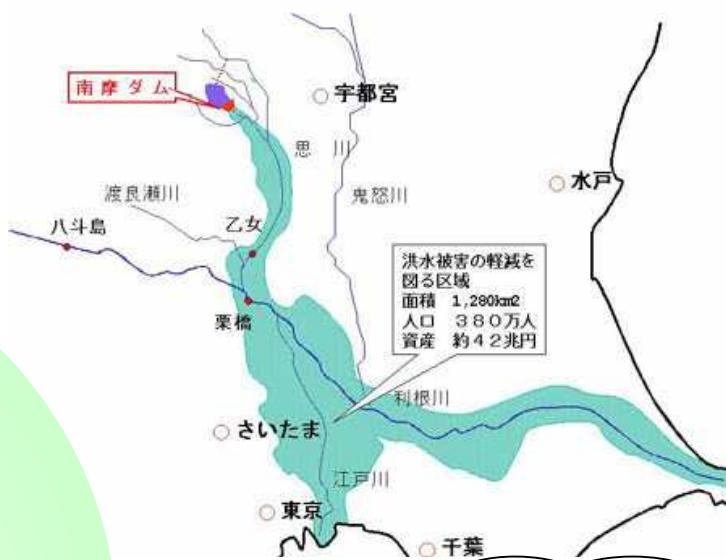 南摩ダム
宇都宮
思川
水戸
渡良瀬川
鬼怒川
八斗島
乙女
洪水被害の軽減を
図る区域
面積 1,280km2
人口 380万人
資産 約42兆円
栗橋
利根川
さいたま
江戸川
東京
千葉